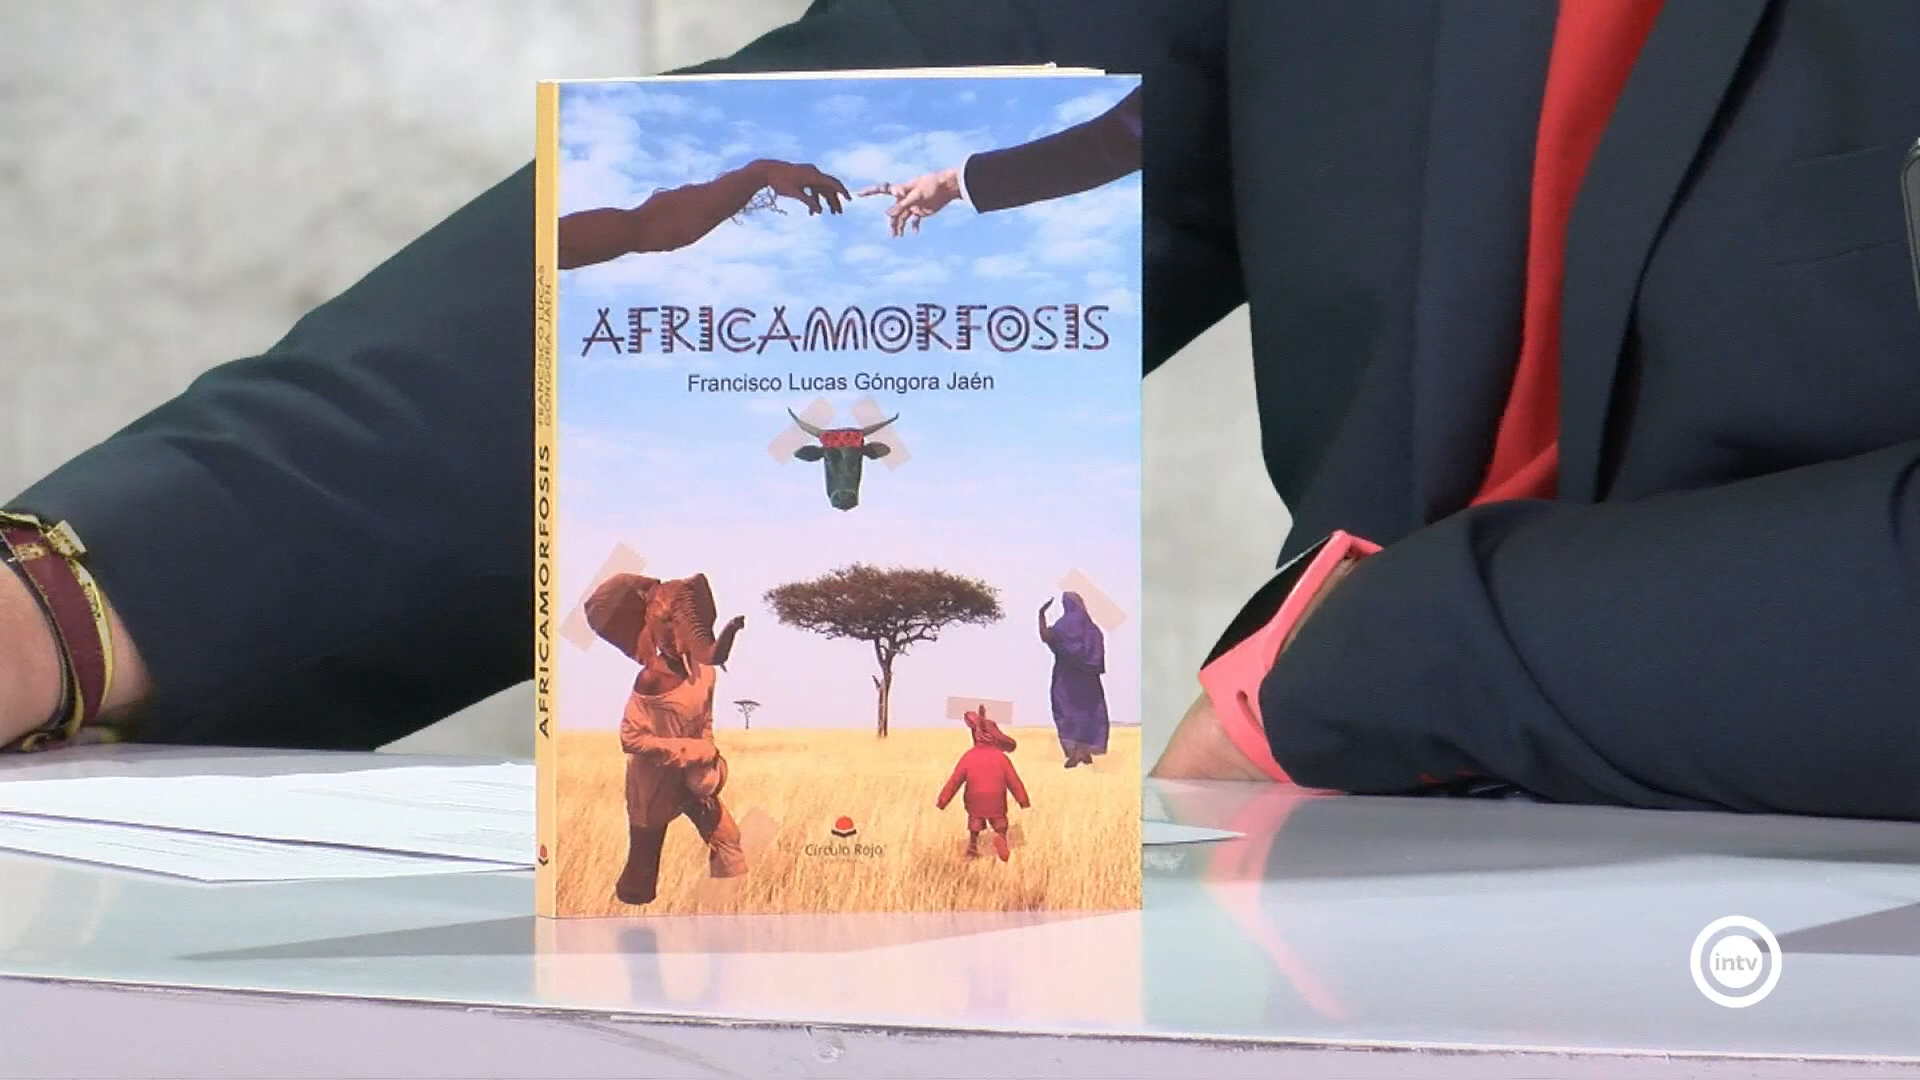 AFRICAMORFOSIS
Francisco Lucas Góngora Jaén
Círculo Rojo
AFRICAMORFOSIS
FRANCISCO LUCAS
GÓNGORA JAÉN
intv